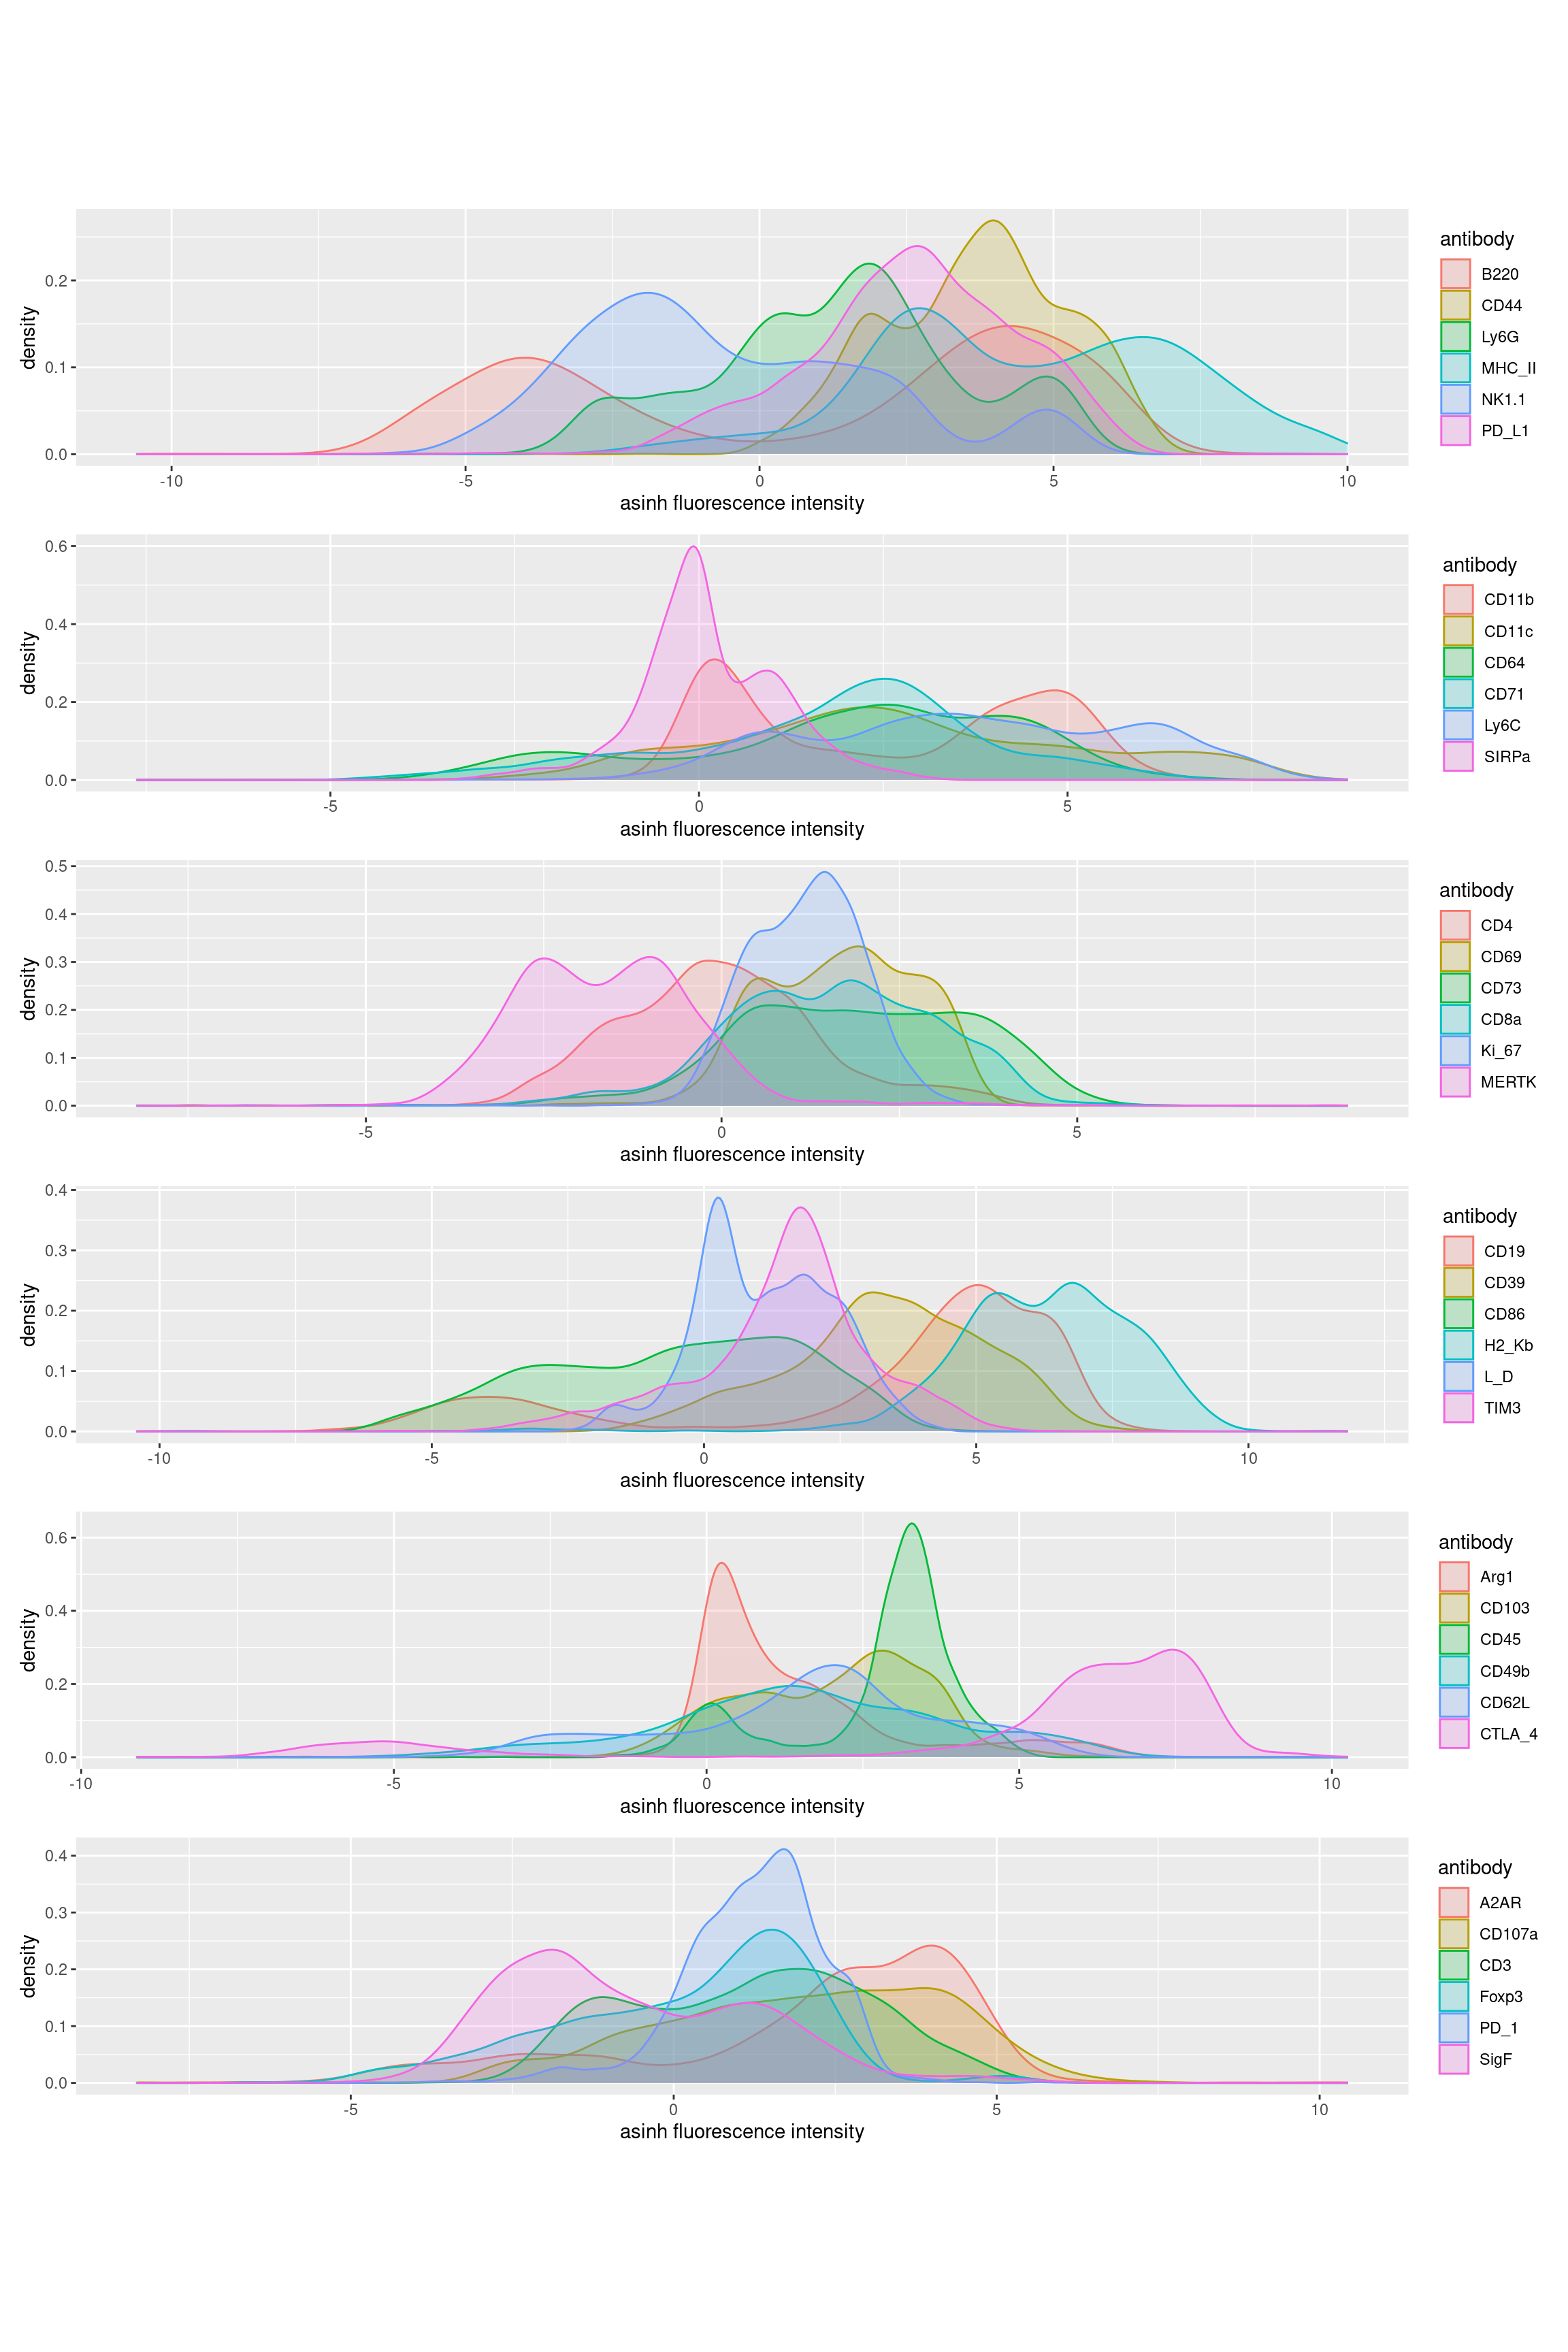 antibody
B220
CD44
Ly6G
MHC_II
NK1.1
PD_L1
density
0.2
0.1
0.0
-10 -5 0 5 10
asinh fluorescence intensity
antibody
CD11b
CD11c
CD64
CD71
Ly6C
SIRPa
density
0.6
0.4
0.2
0.0
-5 0 5
asinh fluorescence intensity
antibody
CD4
CD69
CD73
CD8a
Ki_67
MERTK
density
0.5
0.4
0.3
0.2
0.1
0.0
-5 0 5
asinh fluorescence intensity
antibody
CD19
CD39
CD86
H2_Kb
L_D
TIM3
density
0.4
0.3
0.2
0.1
0.0
-10 -5 0 5 10
asinh fluorescence intensity
antibody
Arg1
CD103
CD45
CD49b
CD62L
CTLA_4
density
0.6
0.4
0.2
0.0
-10 -5 0 5 10
asinh fluorescence intensity
antibody
A2AR
CD107a
CD3
Foxp3
PD_1
SigF
density
0.4
0.3
0.2
0.1
0.0
-5 0 5 10
asinh fluorescence intensity